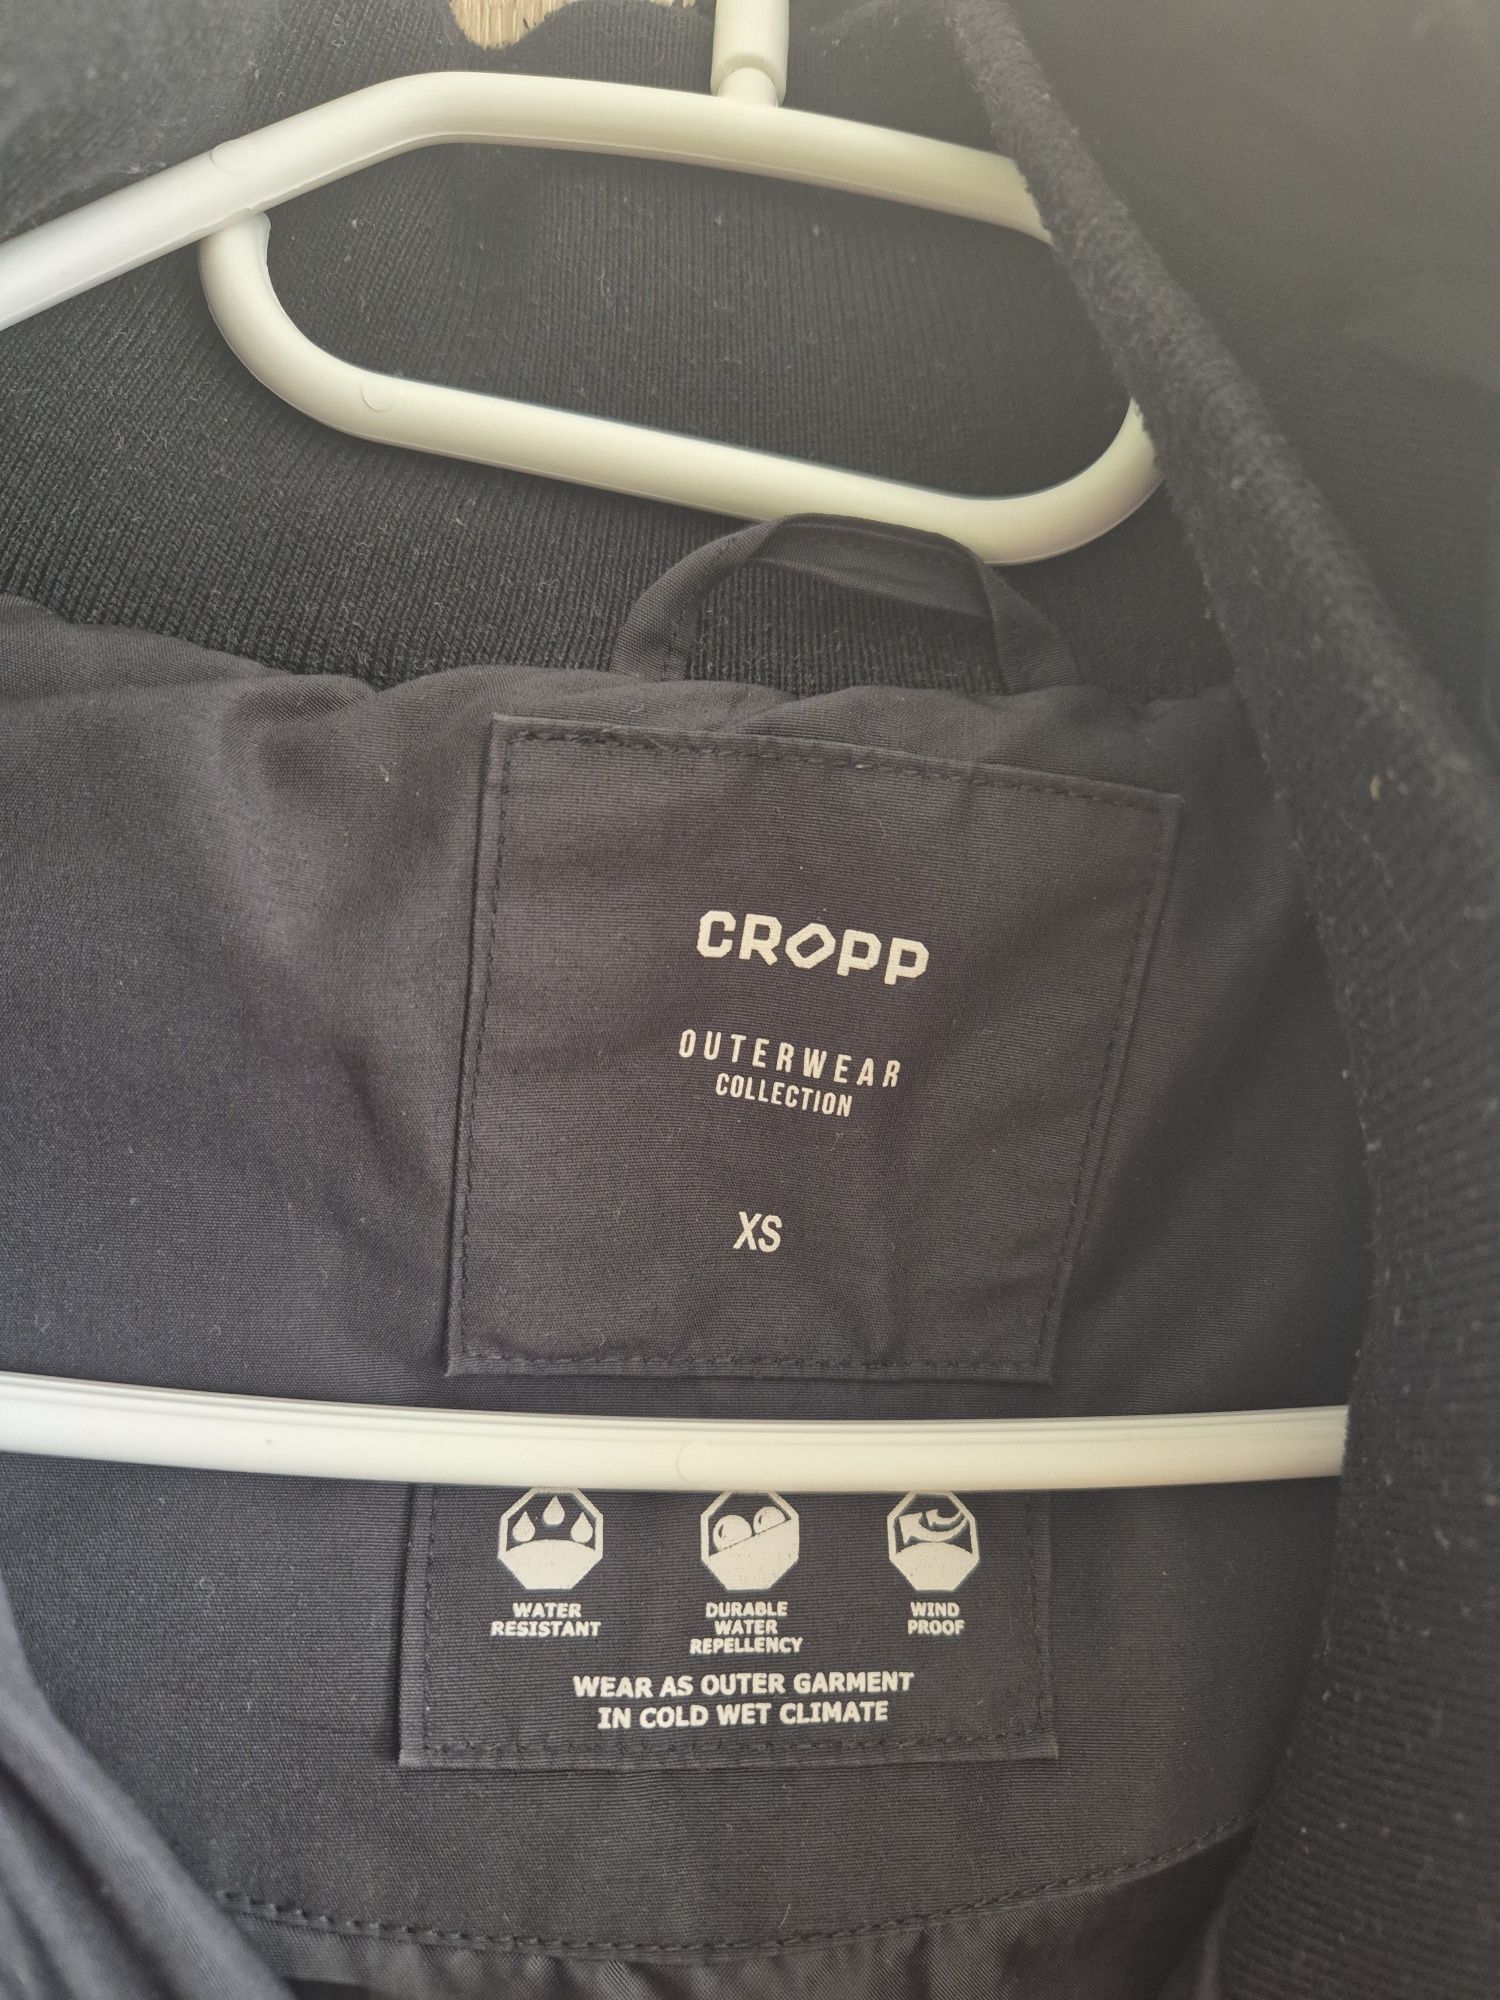 CROPP
OUTERWEAR
COLLECTION
XS
WATER
RESISTANT
DURABLE
WATER
REPELLENCY
WIND
PROOF
WEAR AS OUTER GARMENT
IN COLD WET CLIMATE